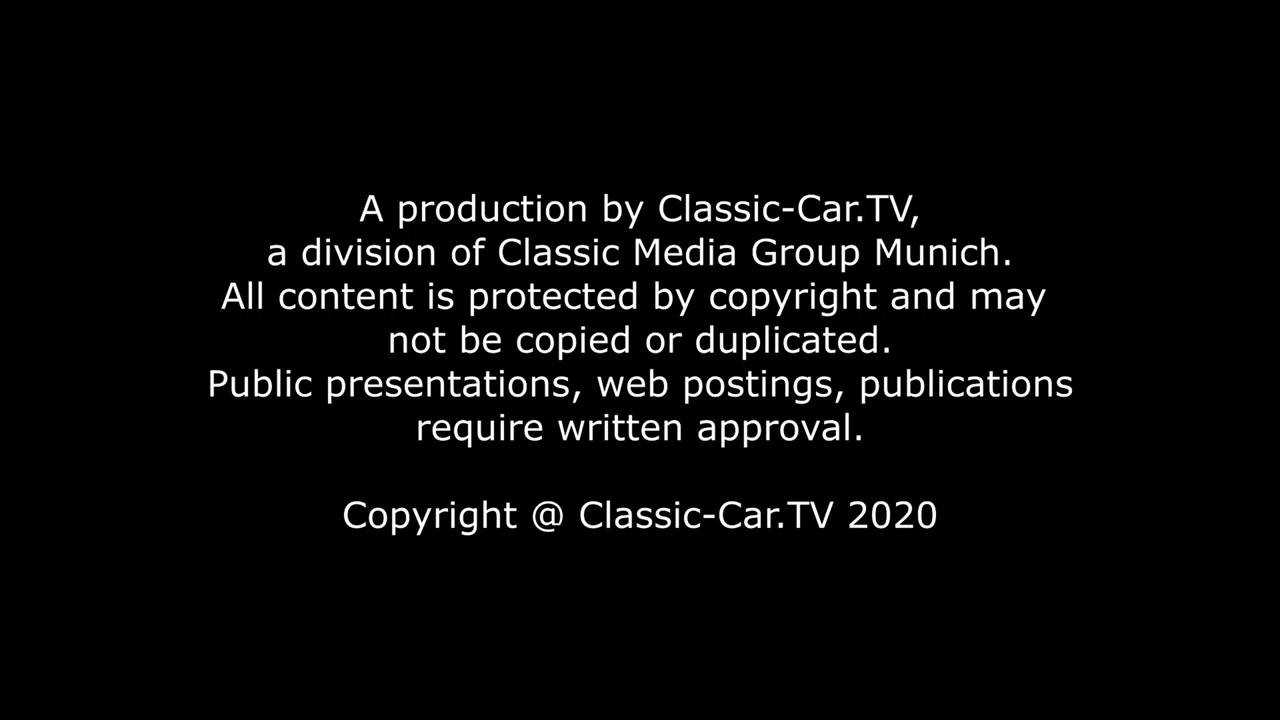 A production by Classic-Car.TV,
a division of Classic Media Group Munich.
All content is protected by copyright and may
not be copied or duplicated.
Public presentations, web postings, publications
require written approval.
Copyright @ Classic-Car.TV 2020